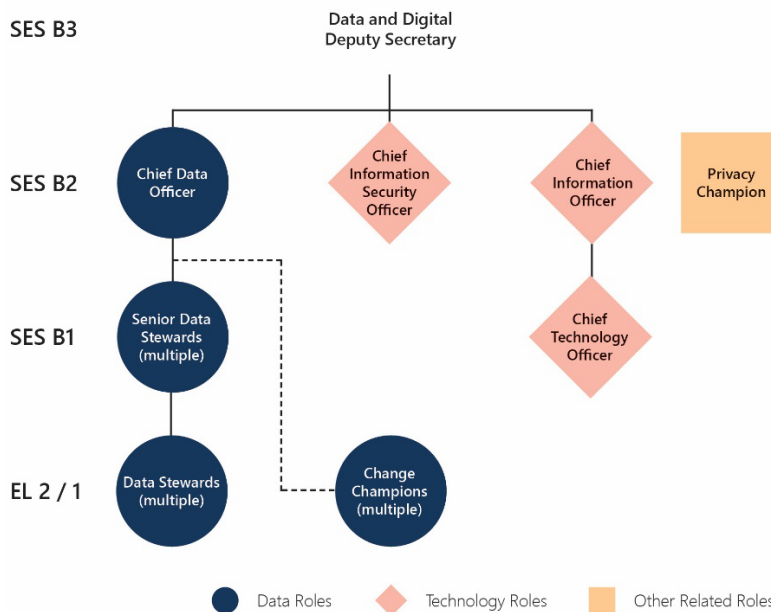 SES B3
Data and Digital
Deputy Secretary
SES B2
Chief Data
Officer
Chief
Information
Security
Officer
Chief
Information
Officer
Privacy
Champion
SES B1
Senior Data
Stewards
(multiple)
Chief
Technology
Officer
EL 2 / 1
Data Stewards
(multiple)
Change
Champions
(multiple)
Data Roles
Technology Roles
Other Related Roles